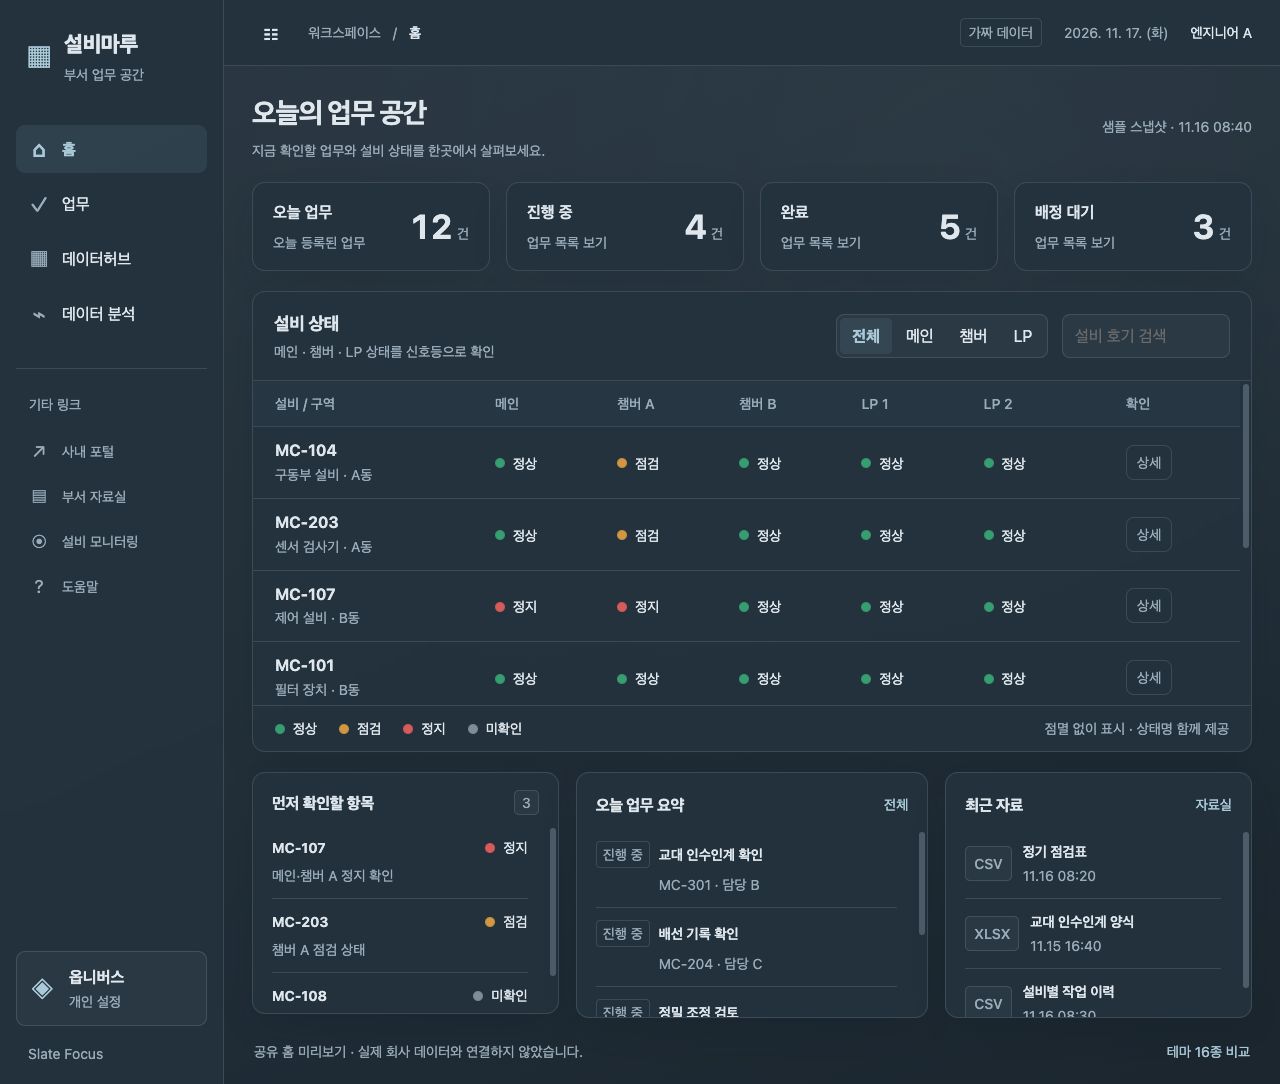 설비마루
부서 업무 공간
홈
업무
데이터허브
데이터 분석
기타 링크
사내 포털
부서 자료실
설비 모니터링
? 도움말
옵니버스
개인 설정
Slate Focus
워크스페이스 / 홈
가짜 데이터
2026. 11. 17. (화)
엔지니어 A
오늘의 업무 공간
지금 확인할 업무와 설비 상태를 한곳에서 살펴보세요.
샘플 스냅샷 · 11.16 08:40
오늘 업무
오늘 등록된 업무
12 건
진행 중
업무 목록 보기
4 건
완료
업무 목록 보기
5 건
배정 대기
업무 목록 보기
3 건
설비 상태
메인 · 챔버 · LP 상태를 신호등으로 확인
전체 메인 챔버 LP
설비 호기 검색
설비 / 구역 메인 챔버 A 챔버 B LP 1 LP 2 확인
MC-104
구동부 설비 · A동
정상 점검 정상 정상 정상 상세
MC-203
센서 검사기 · A동
정상 점검 정상 정상 정상 상세
MC-107
제어 설비 · B동
정지 정지 정상 정상 정상 상세
MC-101
필터 장치 · B동
정상 정상 정상 정상 정상 상세
정상 점검 정지 미확인
점멸 없이 표시 · 상태명 함께 제공
먼저 확인할 항목
3
MC-107 정지
메인·챔버 A 정지 확인
MC-203 점검
챔버 A 점검 상태
MC-108 미확인
오늘 업무 요약
전체
진행 중 교대 인수인계 확인
MC-301 · 담당 B
진행 중 배선 기록 확인
MC-204 · 담당 C
진행 중 정밀 조정 검토
최근 자료
자료실
CSV
정기 점검표
11.16 08:20
XLSX
교대 인수인계 양식
11.15 16:40
CSV
설비별 작업 이력
11.16 08:30
공유 홈 미리보기 · 실제 회사 데이터와 연결하지 않았습니다.
테마 16종 비교